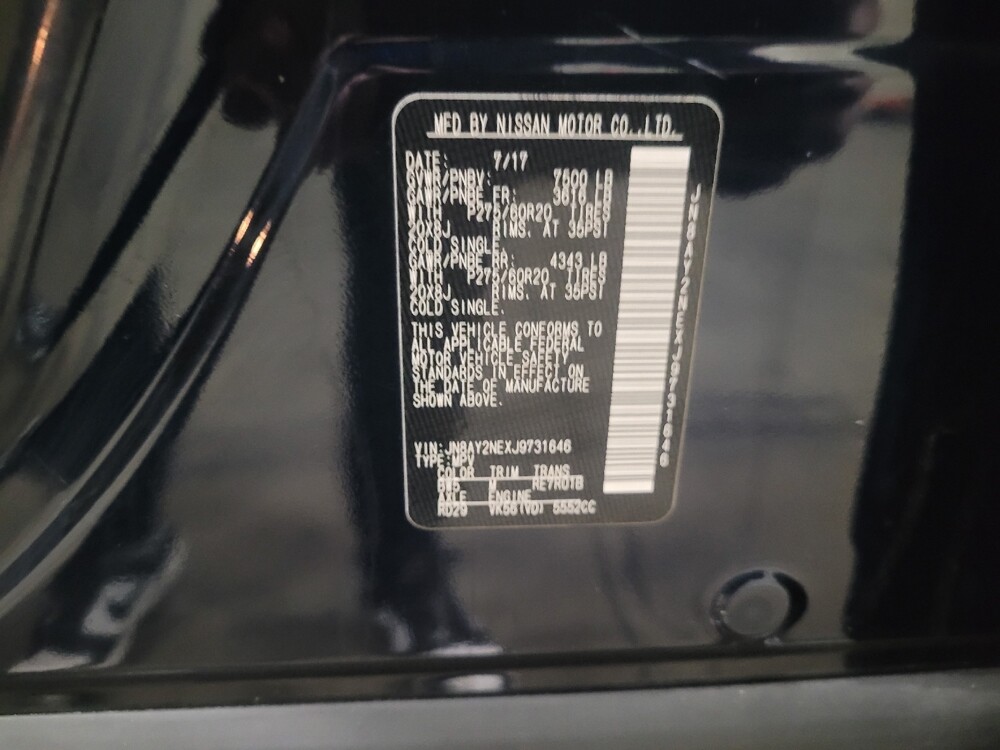 MFD BY NISSAN MOTOR CO.,LTD.
DATE: 7/17
GVWR/PNBV: 7500 LB
GAWR/PNBE FR: 3616 LB
WITH P275/60R20 TIRES
20X8J RIMS. AT 35PSI
COLD SINGLE.
GAWR/PNBE RR: 4343 LB
WITH P275/60R20 TIRES
20X8J RIMS. AT 35PSI
COLD SINGLE.
THIS VEHICLE CONFORMS TO
ALL APPLICABLE FEDERAL
MOTOR VEHICLE SAFETY
STANDARDS IN EFFECT ON
THE DATE OF MANUFACTURE
SHOWN ABOVE.
VIN:JN8AY2NEXJ9731646
TYPE:MPV
COLOR TRIM TRANS
M RE7R01B
AXLE ENGINE
RD29 VK56(VD) 5552CC
JN8AY2NEXJ9731646